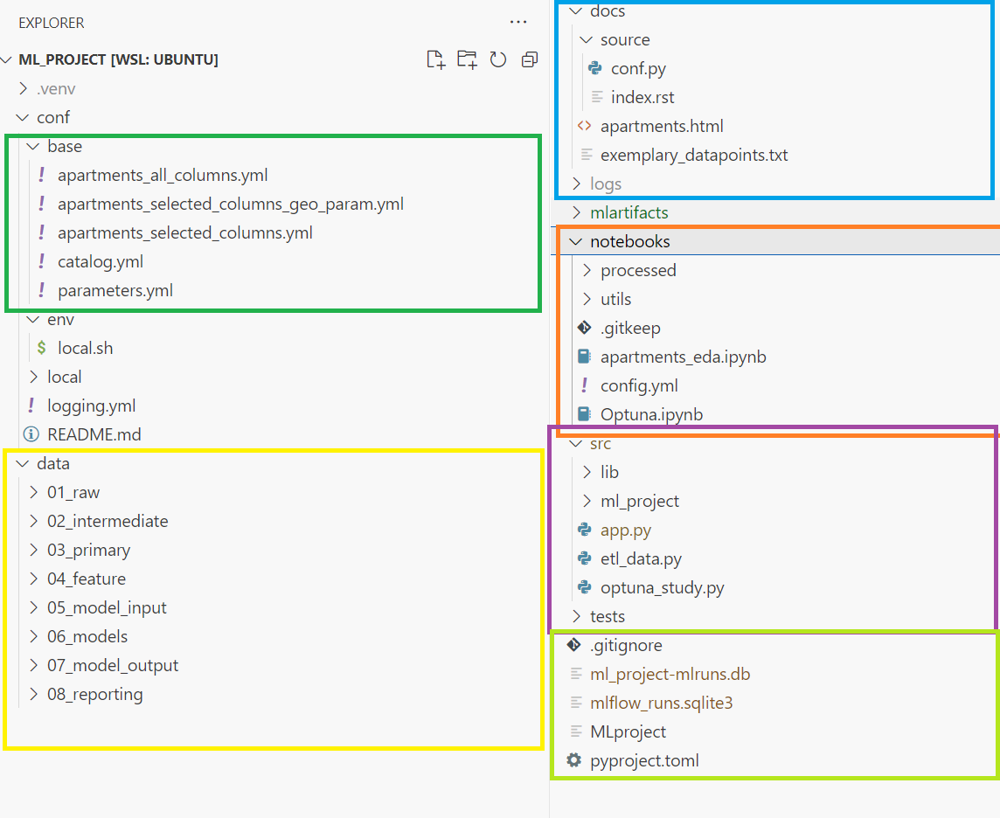 EXPLORER
ML_PROJECT [WSL: UBUNTU]
.venv
conf
base
apartments_all_columns.yml
apartments_selected_columns_geo_param.yml
apartments_selected_columns.yml
catalog.yml
parameters.yml
env
$ local.sh
local
logging.yml
README.md
data
01_raw
02_intermediate
03_primary
04_feature
05_model_input
06_models
07_model_output
08_reporting
docs
source
conf.py
index.rst
apartments.html
exemplary_datapoints.txt
logs
mlartifacts
notebooks
processed
utils
.gitkeep
apartments_eda.ipynb
config.yml
Optuna.ipynb
src
lib
ml_project
app.py
etl_data.py
optuna_study.py
tests
.gitignore
ml_project-mlruns.db
mlflow_runs.sqlite3
MLproject
pyproject.toml